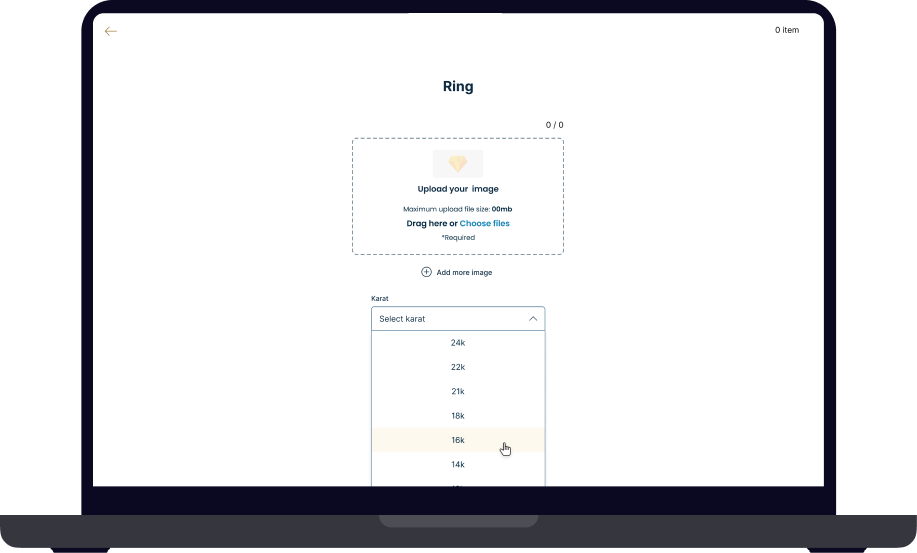 0 item
Ring
0 / 0
Upload your image
Maximum upload file size: 00mb
Drag here or Choose files
*Required
Add more image
Karat
Select karat
24k
22k
21k
18k
16k
14k